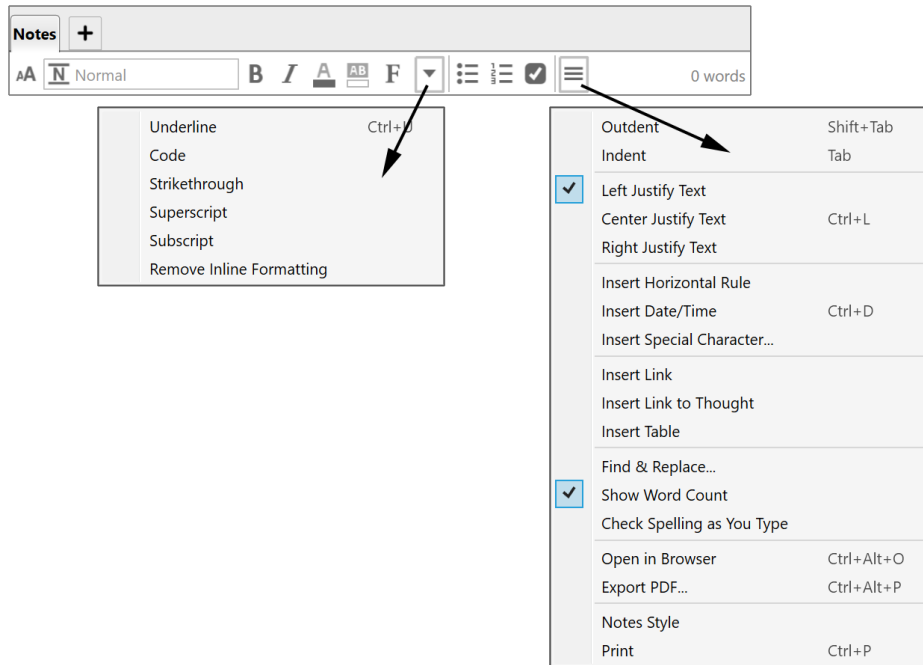 Notes +
AA N Normal B I A AB F 1 2 3 0 words
Underline Ctrl+U
Code
Strikethrough
Superscript
Subscript
Remove Inline Formatting
Outdent Shift+Tab
Indent Tab
Left Justify Text
Center Justify Text Ctrl+L
Right Justify Text
Insert Horizontal Rule
Insert Date/Time Ctrl+D
Insert Special Character...
Insert Link
Insert Link to Thought
Insert Table
Find & Replace...
Show Word Count
Check Spelling as You Type
Open in Browser Ctrl+Alt+O
Export PDF... Ctrl+Alt+P
Notes Style
Print Ctrl+P